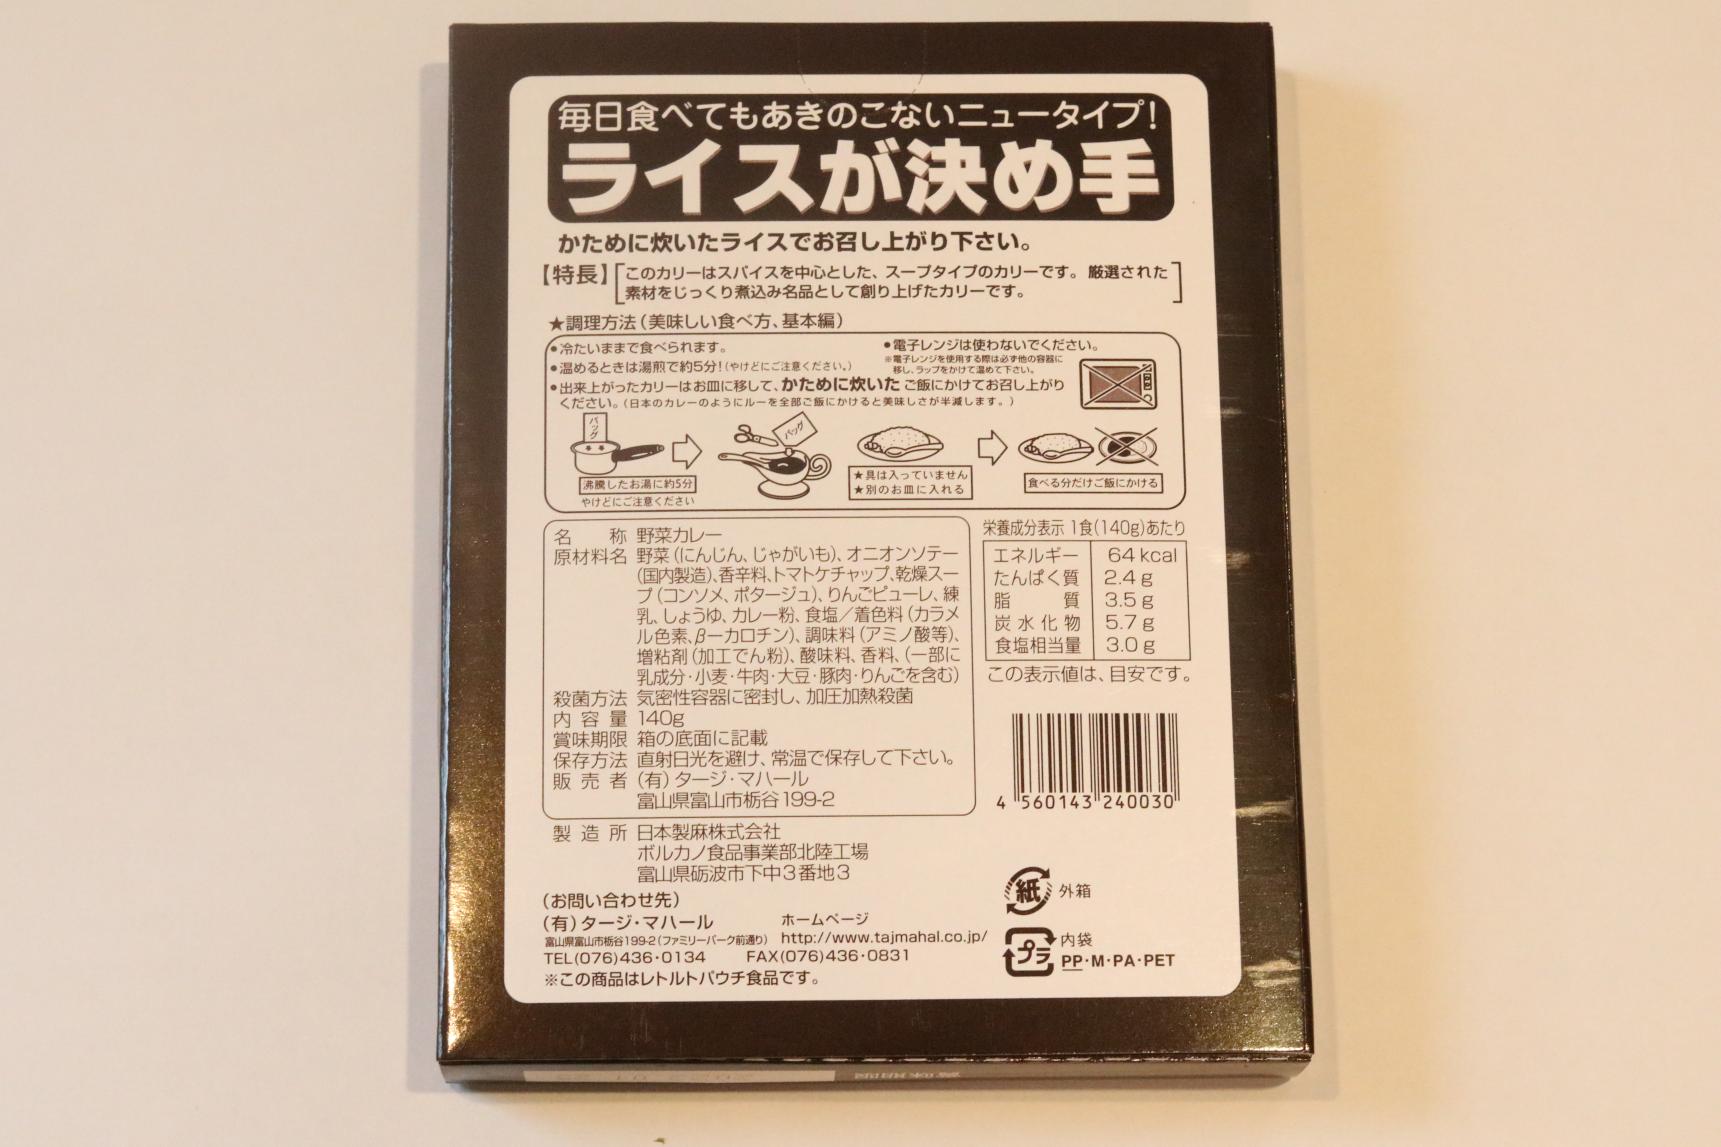 毎日食べてもあきのこないニュータイプ!
ライスが決め手
かために炊いたライスでお召し上がり下さい。
【特長】
このカリーはスパイスを中心とした、スープタイプのカリーです。厳選された
素材をじっくり煮込み名品として創り上げたカリーです。
★調理方法(美味しい食べ方、基本編)
●冷たいままで食べられます。
●温めるときは湯煎で約5分!(やけどにご注意ください。)
●出来上がったカリーはお皿に移して、かために炊いたご飯にかけてお召し上がり
ください。(日本のカレーのようにルーを全部ご飯にかけると美味しさが半減します。)
●電子レンジは使わないでください。
※電子レンジを使用する際は必ず他の容器に
移し、ラップをかけて温めて下さい。
パック
パック
沸騰したお湯に約5分
やけどにご注意ください
★具は入っていません
★別のお皿に入れる
食べる分だけご飯にかける
名称 野菜カレー
原材料名 野菜(にんじん、じゃがいも)、オニオンソテー
(国内製造)、香辛料、トマトケチャップ、乾燥スー
プ(コンソメ、ポタージュ)、りんごピューレ、練
乳、しょうゆ、カレー粉、食塩/着色料(カラメ
ル色素、β-カロチン)、調味料(アミノ酸等)、
増粘剤(加工でん粉)、酸味料、香料、(一部に
乳成分・小麦・牛肉・大豆・豚肉・りんごを含む)
殺菌方法 気密性容器に密封し、加圧加熱殺菌
内容量 140g
賞味期限 箱の底面に記載
保存方法 直射日光を避け、常温で保存して下さい。
販売者 (有)タージ・マハール
富山県富山市栃谷199-2
製造所 日本製麻株式会社
ボルカノ食品事業部北陸工場
富山県砺波市下中3番地3
(お問い合わせ先)
(有)タージ・マハール
富山県富山市栃谷199-2(ファミリーパーク前通り)
TEL(076)436・0134 FAX(076)436・0831
ホームページ
http://www.tajmahal.co.jp/
※この商品はレトルトパウチ食品です。
栄養成分表示 1食(140g)あたり
エネルギー 64kcal
たんぱく質 2.4g
脂質 3.5g
炭水化物 5.7g
食塩相当量 3.0g
この表示値は、目安です。
4 560143 240030
紙 外箱
プラ 内袋
PP・M・PA・PET
賞味期限